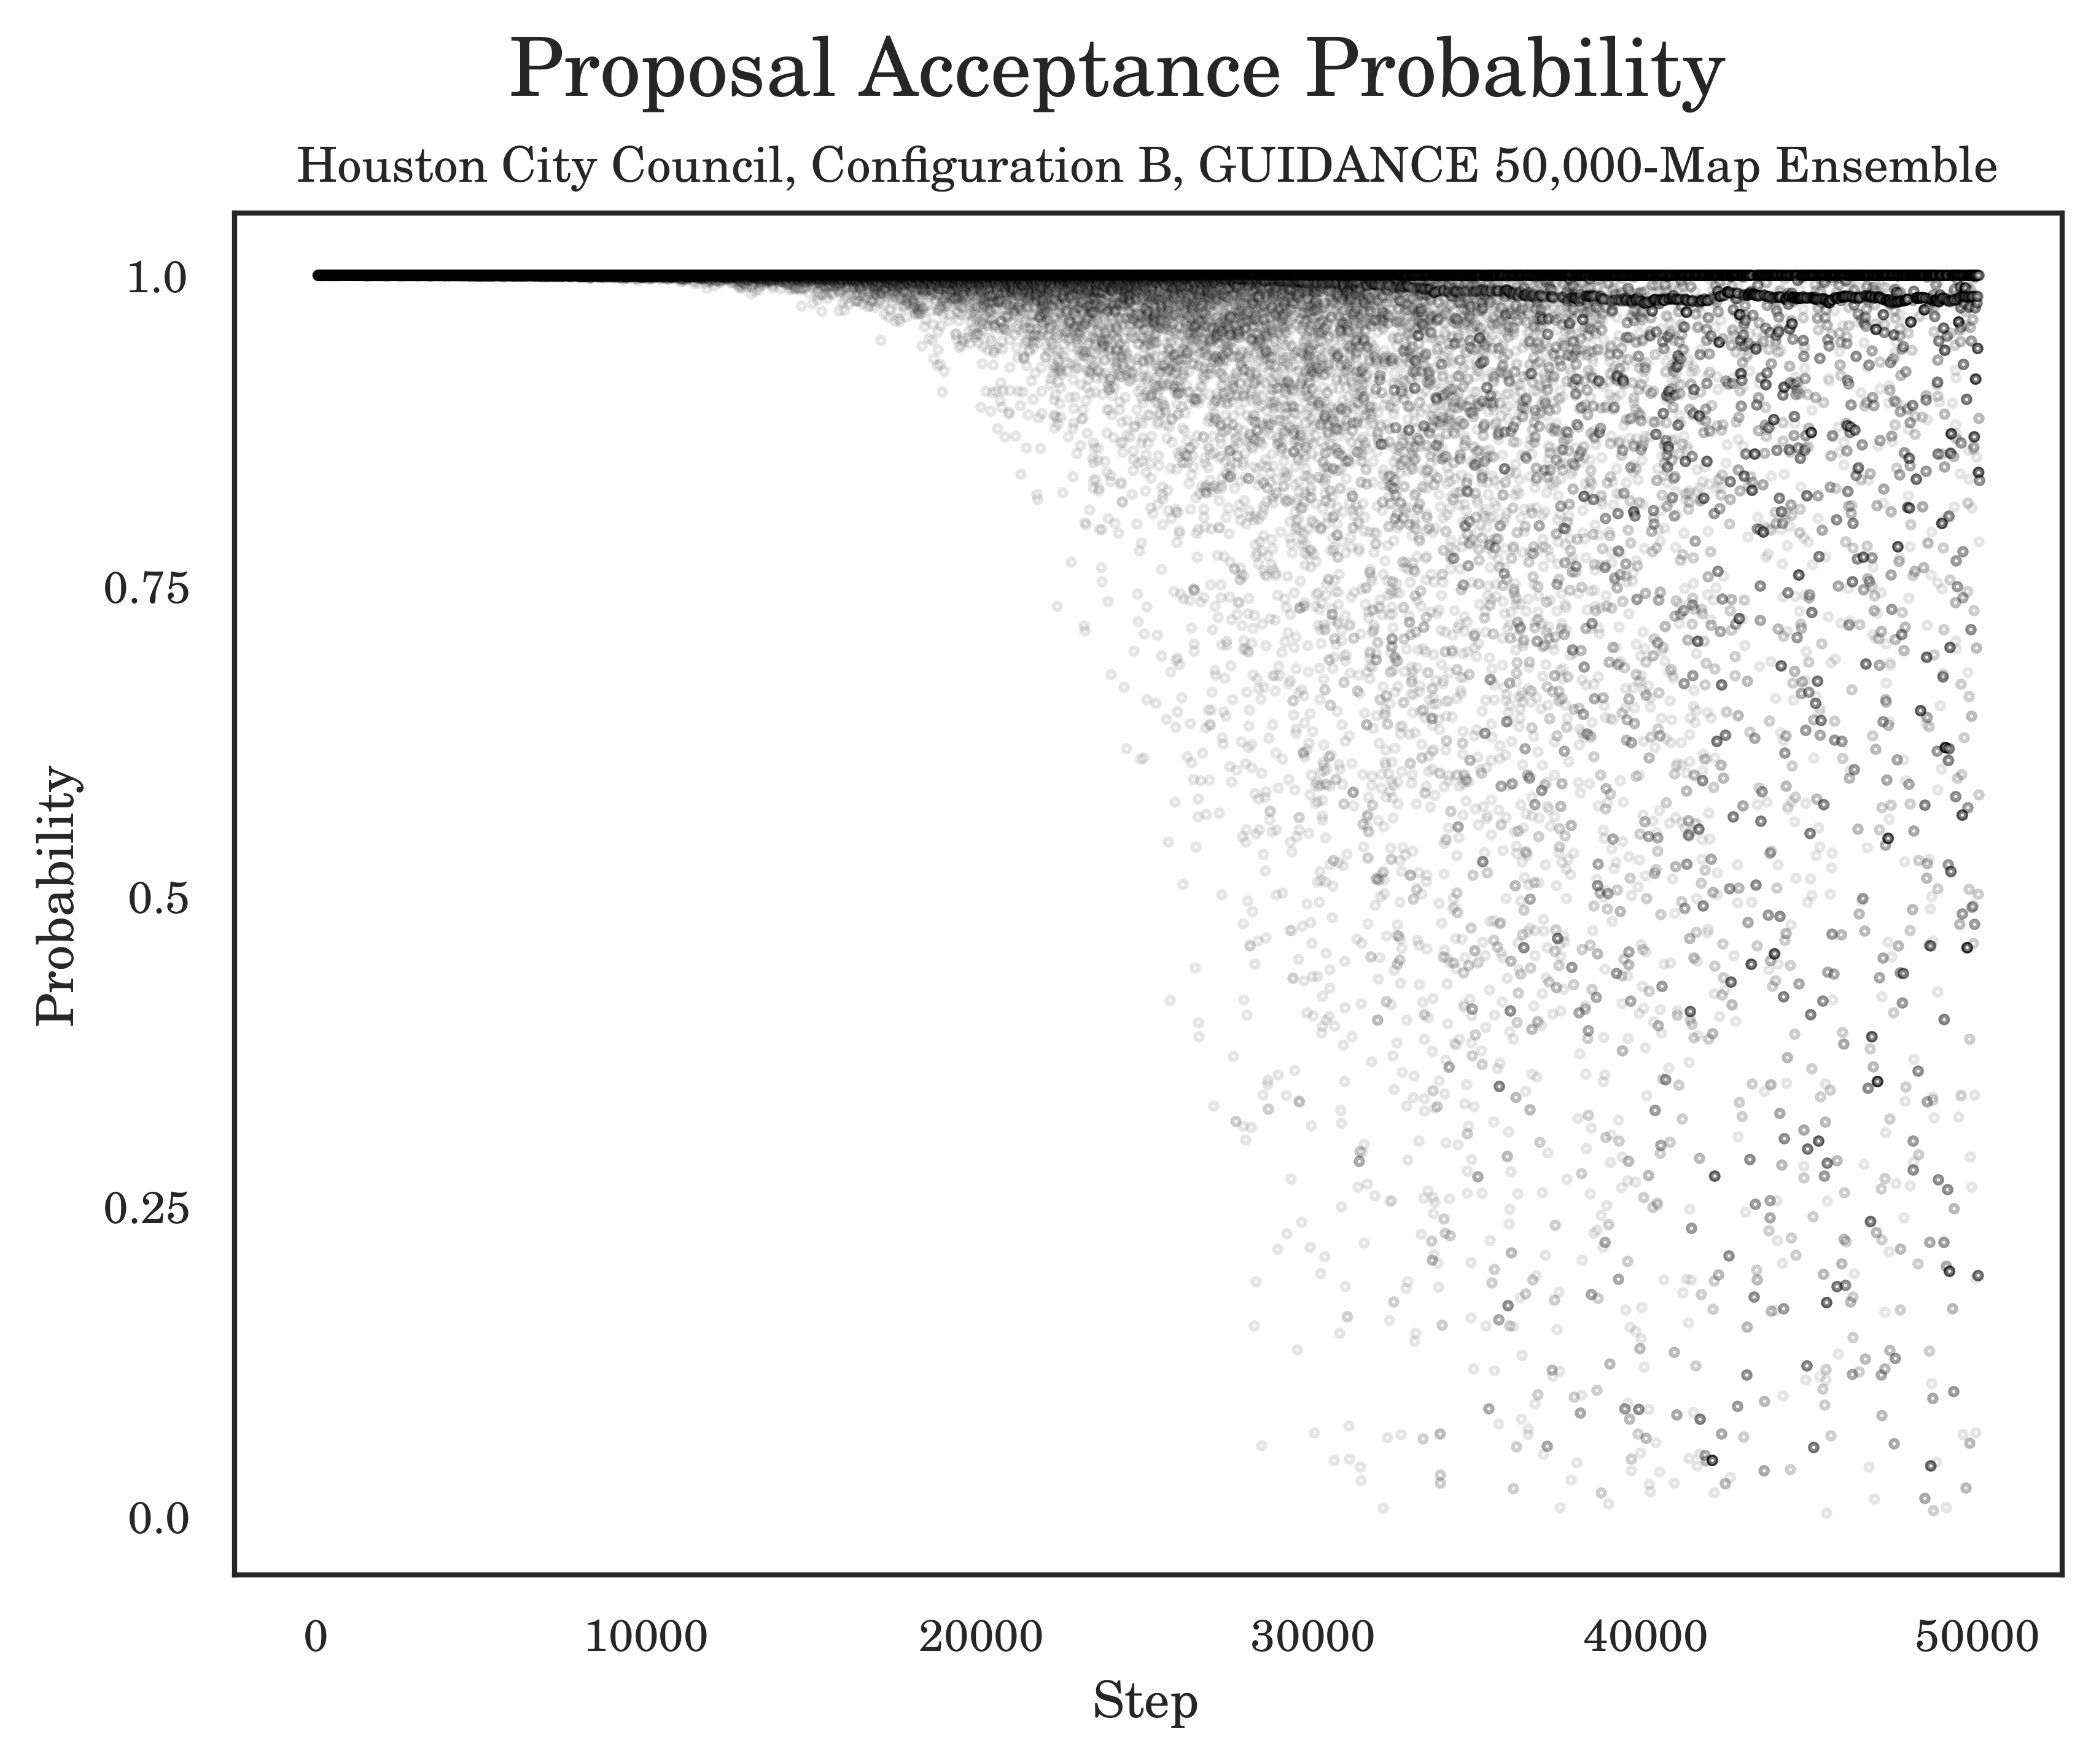 Proposal Acceptance Probability
Houston City Council, Configuration B, GUIDANCE 50,000-Map Ensemble
1.0
0.75
0.5
0.25
0.0
Probability
0 10000 20000 30000 40000 50000
Step